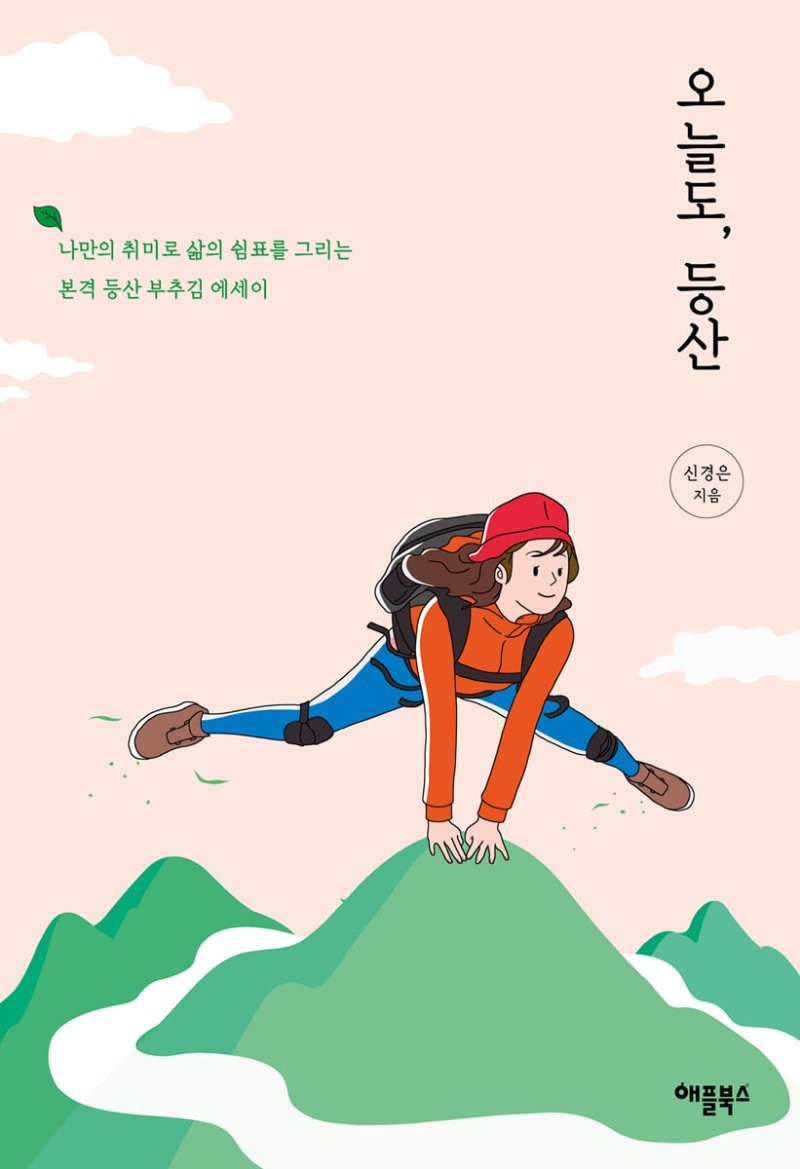 오늘도, 등산
나만의 취미로 삶의 쉼표를 그리는
본격 등산 부추김 에세이
신경은
지음
애플북스